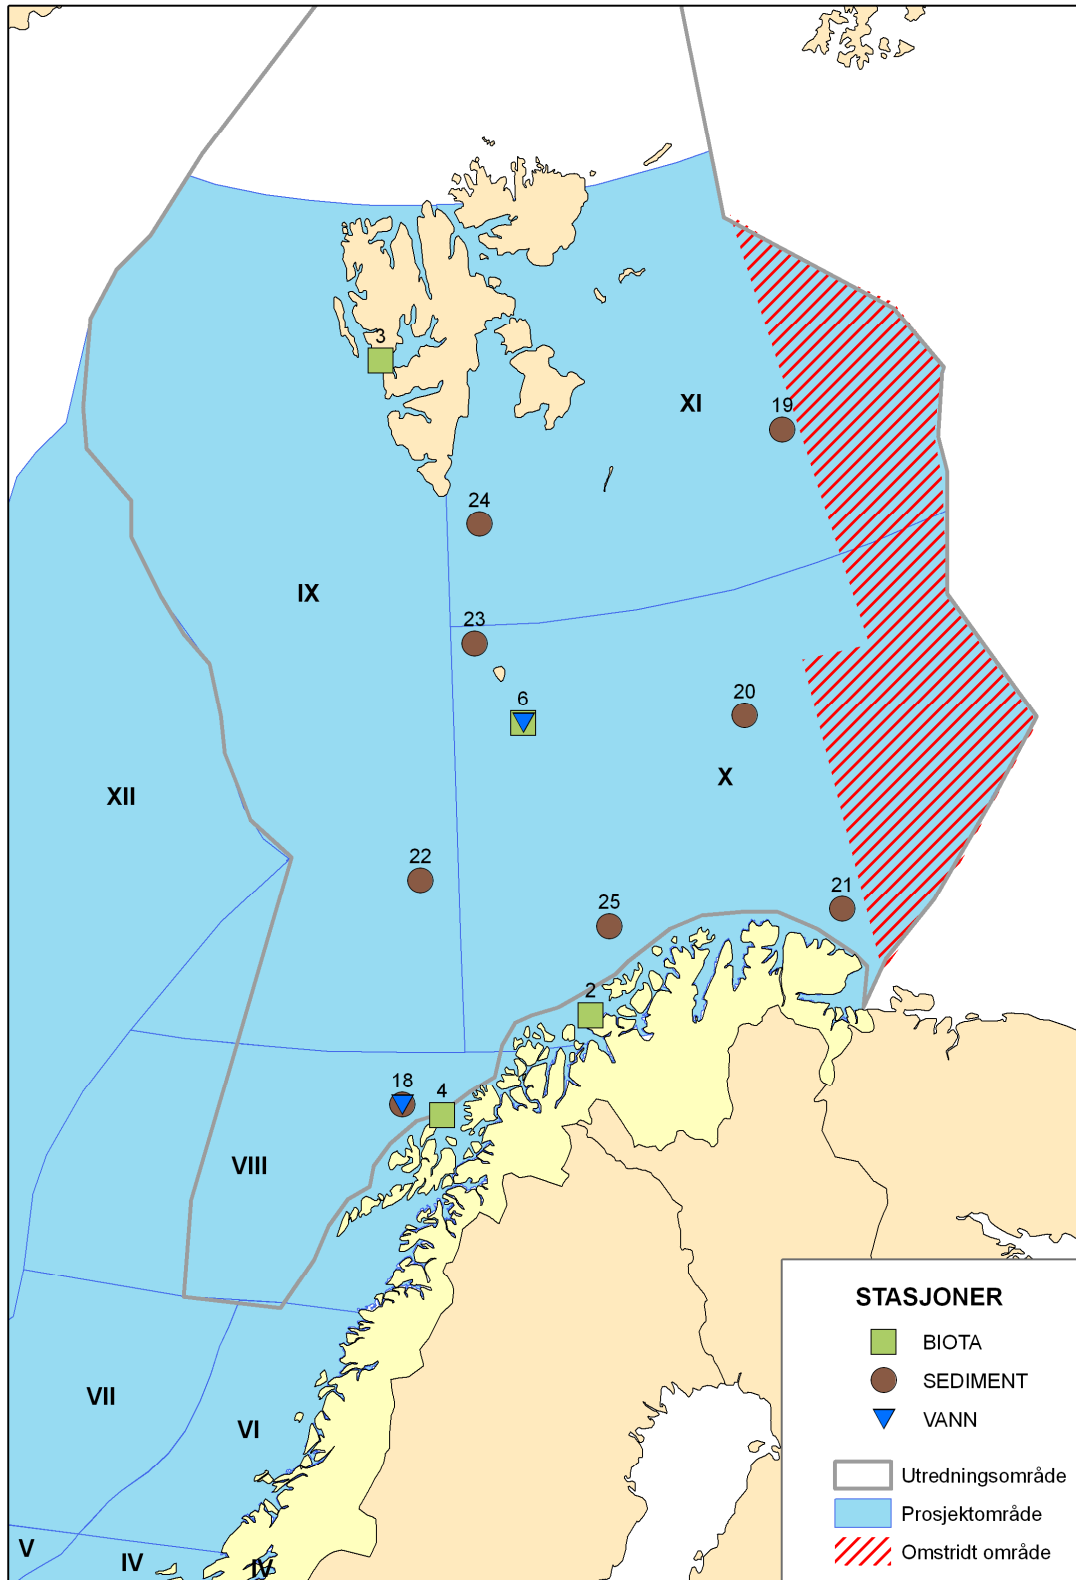 3
XI
19
24
IX
23
6
20
X
XII
22
21
25
2
18
4
VIII
VII
VI
V
IV
IV
STASJONER
BIOTA
SEDIMENT
VANN
Utredningsområde
Prosjektområde
Omstridt område